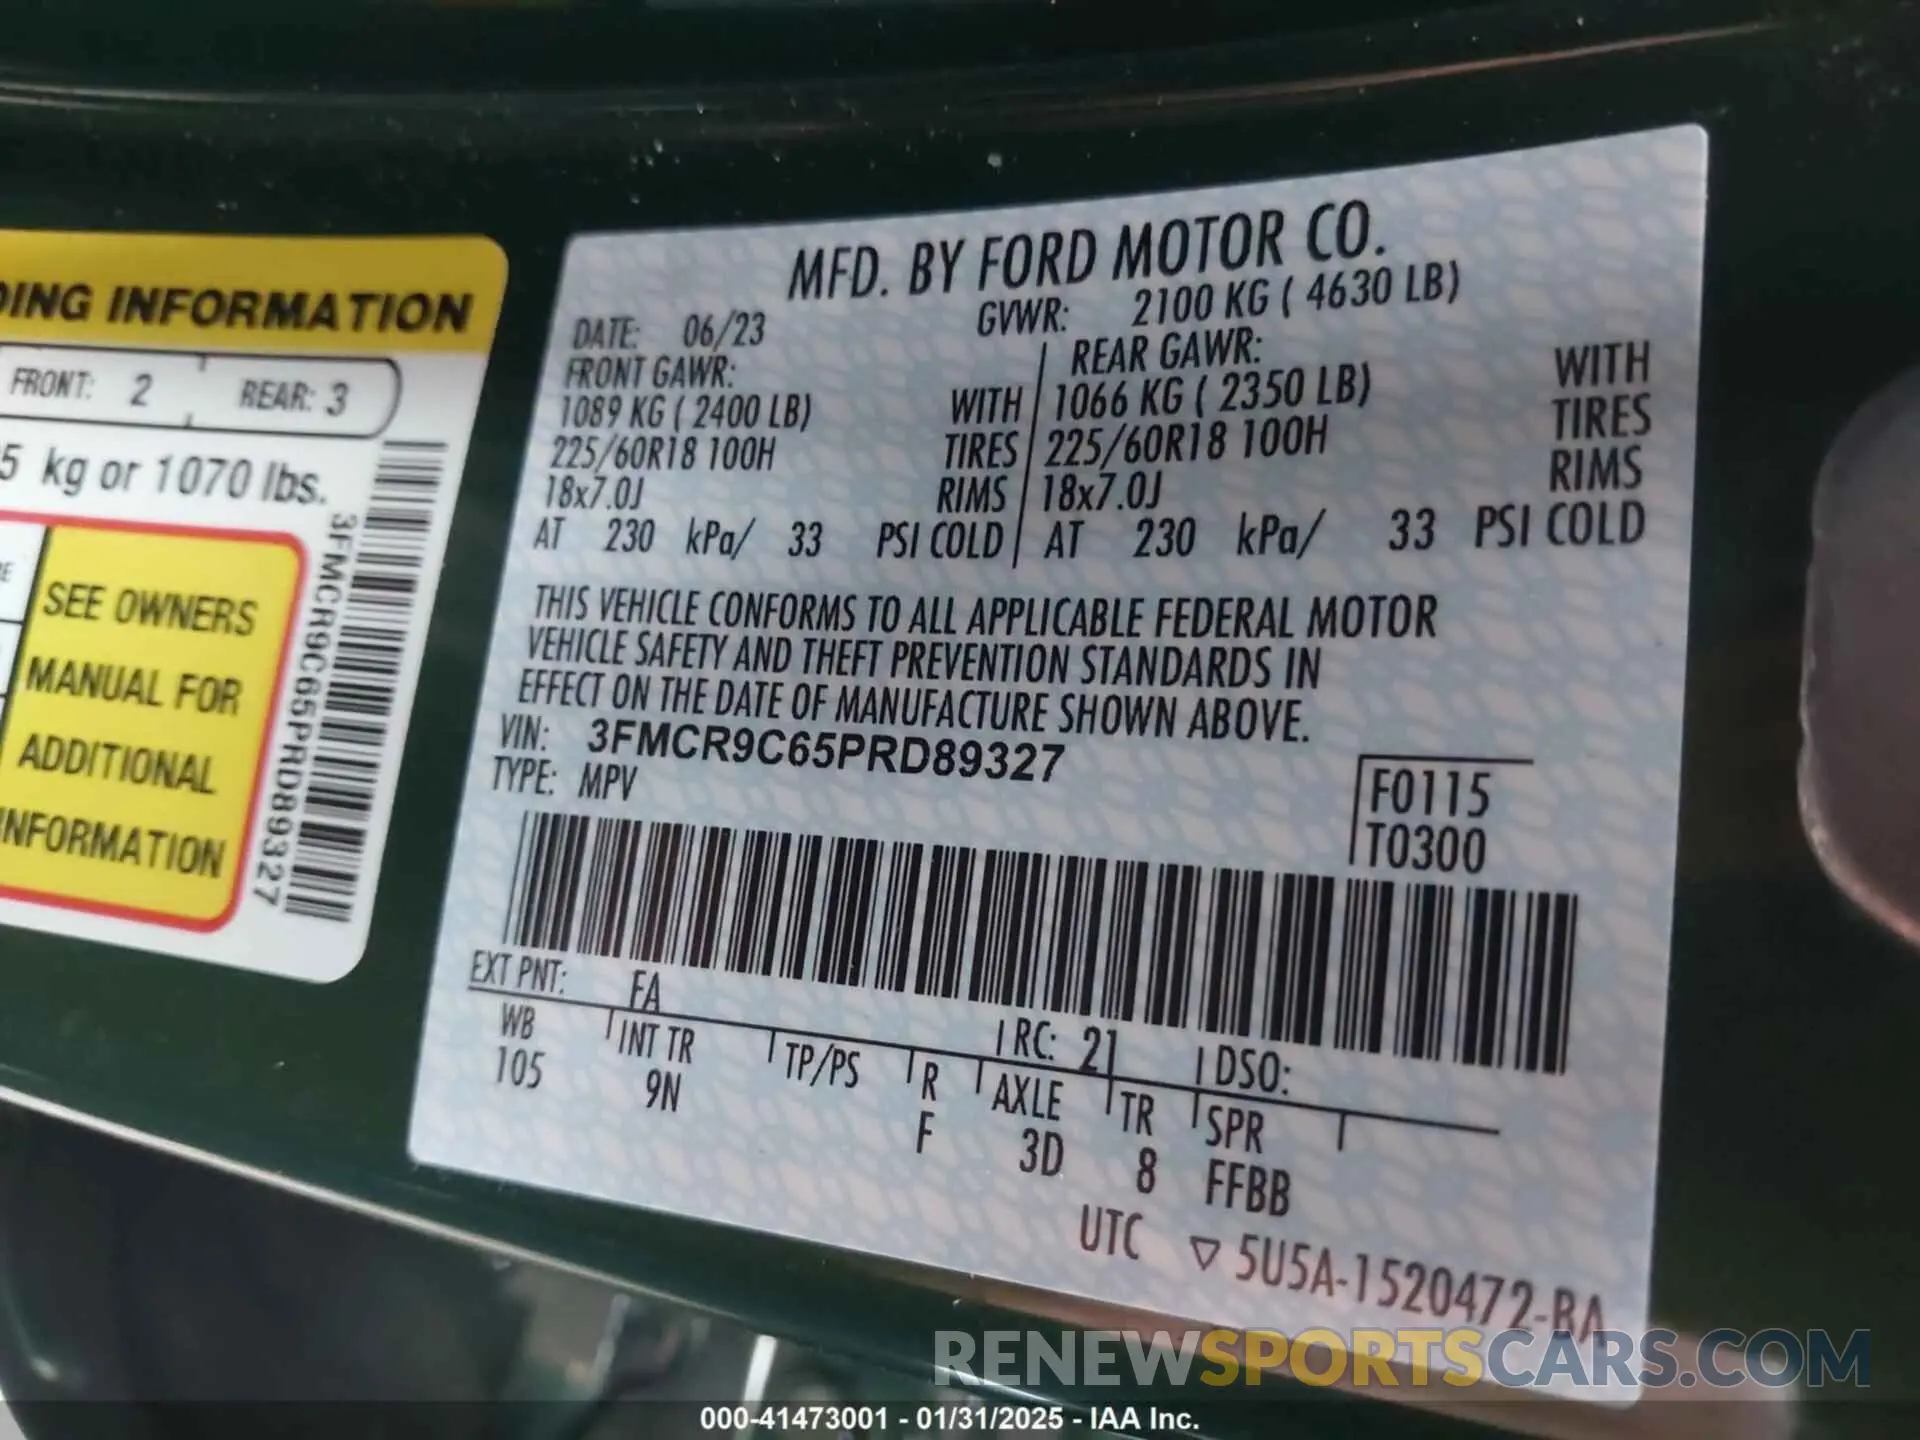 DING INFORMATION
FRONT: 2 REAR: 3
5 kg or 1070 lbs.
SEE OWNERS
MANUAL FOR
ADDITIONAL
INFORMATION
3FMCR9C65PRD89327
MFD. BY FORD MOTOR CO.
DATE: 06/23 GVWR: 2100 KG ( 4630 LB)
FRONT GAWR: REAR GAWR:
1089 KG ( 2400 LB) WITH 1066 KG ( 2350 LB) WITH
225/60R18 100H TIRES 225/60R18 100H TIRES
18x7.0J RIMS 18x7.0J RIMS
AT 230 kPa/ 33 PSI COLD AT 230 kPa/ 33 PSI COLD
THIS VEHICLE CONFORMS TO ALL APPLICABLE FEDERAL MOTOR
VEHICLE SAFETY AND THEFT PREVENTION STANDARDS IN
EFFECT ON THE DATE OF MANUFACTURE SHOWN ABOVE.
VIN: 3FMCR9C65PRD89327
TYPE: MPV
F0115
T0300
EXT PNT: FA RC: 21 DSO:
WB INT TR TP/PS R AXLE TR SPR
105 9N F 3D 8 FFBB
UTC ▽ 5U5A-1520472-BA
RENEWSPORTSCARS.COM
000-41473001 - 01/31/2025 - IAA Inc.